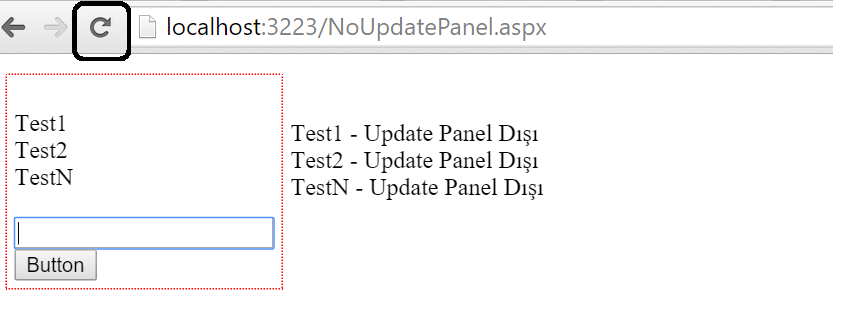 localhost:3223/NoUpdatePanel.aspx
Test1
Test2
TestN
Button
Test1 - Update Panel Dışı
Test2 - Update Panel Dışı
TestN - Update Panel Dışı